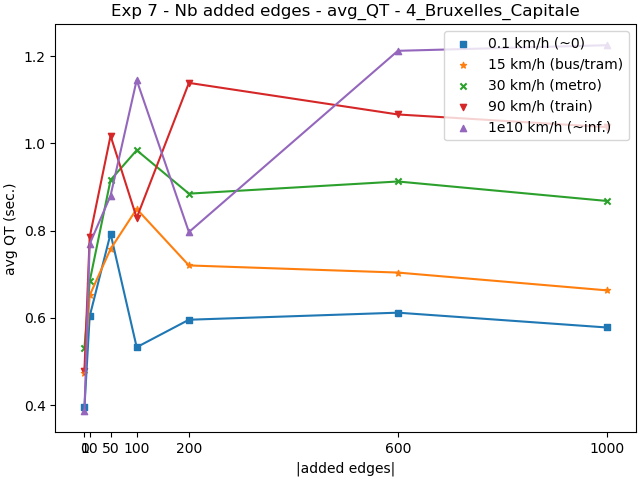 Exp 7 - Nb added edges - avg_QT - 4_Bruxelles_Capitale
0.1 km/h (~0)
15 km/h (bus/tram)
30 km/h (metro)
90 km/h (train)
1e10 km/h (~inf.)
avg QT (sec.)
1.2
1.0
0.8
0.6
0.4
0 10 50 100 200 600 1000
|added edges|